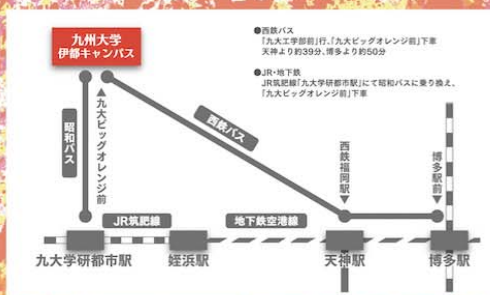 九州大学
伊都キャンパス
●西鉄バス
「九大工学部前」行、「九大ビッグオレンジ前」下車
天神より約39分、博多より約50分
●JR・地下鉄
JR筑肥線「九大学研都市駅」にて昭和バスに乗り換え、
「九大ビッグオレンジ前」下車
昭和バス
▲九大ビッグオレンジ前
西鉄バス
西鉄福岡駅▼
博多駅前▼
JR筑肥線
地下鉄空港線
九大学研都市駅
姪浜駅
天神駅
博多駅